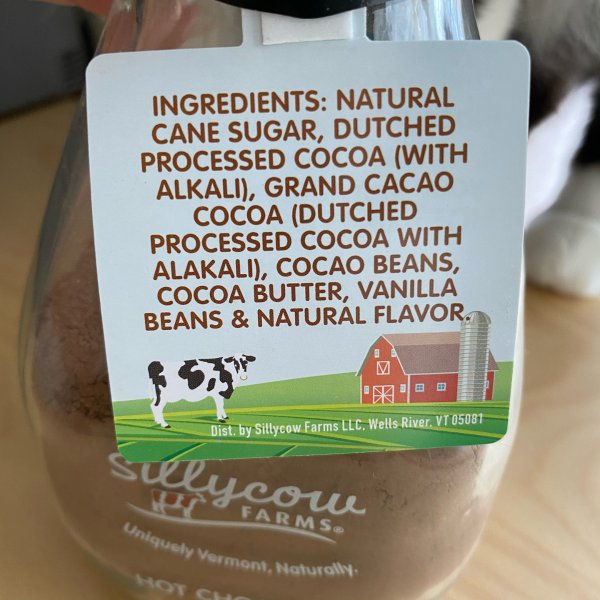 INGREDIENTS: NATURAL
CANE SUGAR, DUTCHED
PROCESSED COCOA (WITH
ALKALI), GRAND CACAO
COCOA (DUTCHED
PROCESSED COCOA WITH
ALAKALI), COCAO BEANS,
COCOA BUTTER, VANILLA
BEANS & NATURAL FLAVOR.
Dist. by Sillycow Farms LLC, Wells River, VT 05081
Sillycow
FARMS®
Uniquely Vermont, Naturally.
HOT